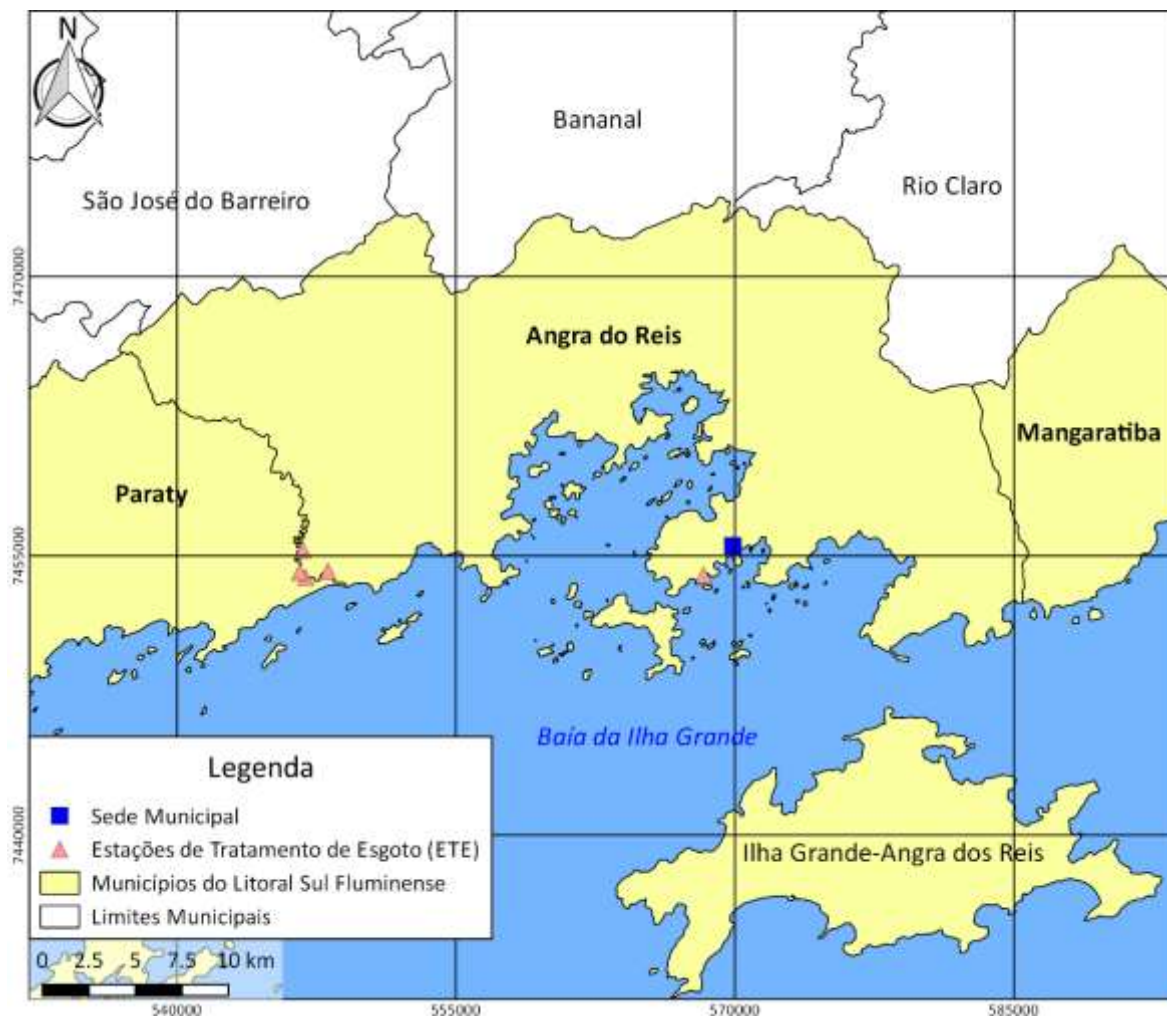 N
Bananal
São José do Barreiro
Rio Claro
7470000
Angra do Reis
Mangaratiba
Paraty
7455000
Baía da Ilha Grande
Legenda
Sede Municipal
Estações de Tratamento de Esgoto (ETE)
Municípios do Litoral Sul Fluminense
Limites Municipais
7440000
Ilha Grande-Angra dos Reis
0 2.5 5 7.5 10 km
540000 555000 570000 585000